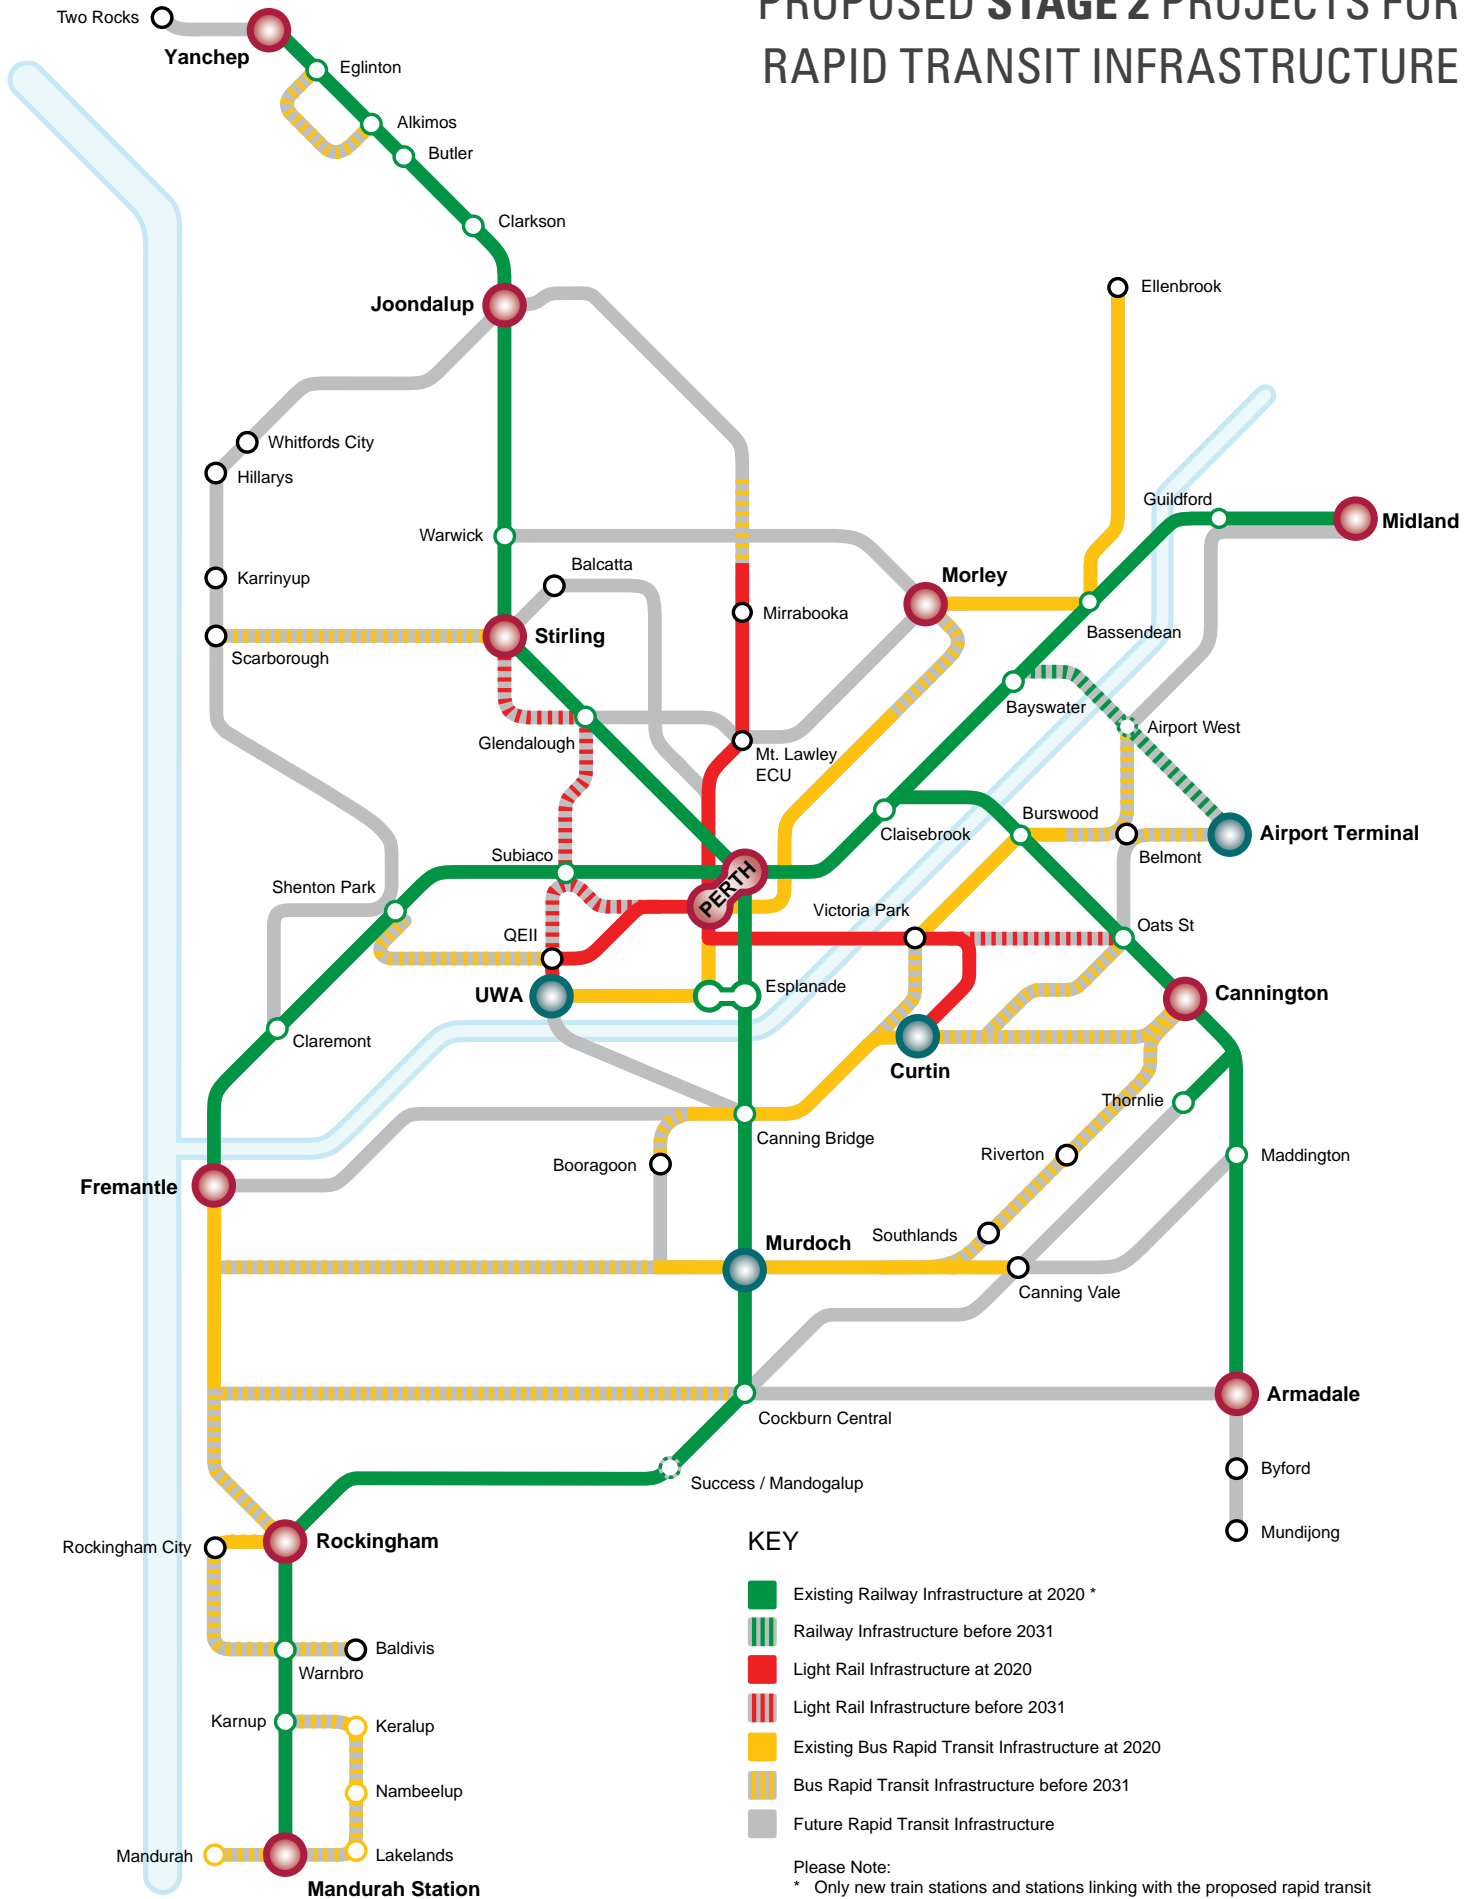 PROPOSED STAGE 2 PROJECTS FOR
RAPID TRANSIT INFRASTRUCTURE
Two Rocks
Yanchep
Eglinton
Alkimos
Butler
Clarkson
Joondalup
Ellenbrook
Whitfords City
Hillarys
Guildford
Midland
Warwick
Balcatta
Karrinyup
Morley
Mirrabooka
Stirling
Bassendean
Scarborough
Bayswater
Airport West
Glendalough
Mt. Lawley
ECU
Burswood
Claisebrook
Airport Terminal
Belmont
Subiaco
PERTH
Shenton Park
Victoria Park
Oats St
QEII
UWA
Esplanade
Cannington
Claremont
Curtin
Thornlie
Canning Bridge
Riverton
Maddington
Booragoon
Fremantle
Southlands
Murdoch
Canning Vale
Armadale
Cockburn Central
Byford
Success / Mandogalup
Mundijong
Rockingham City
Rockingham
Baldivis
Warnbro
Karnup
Keralup
Nambeelup
Mandurah
Lakelands
Mandurah Station
KEY
Existing Railway Infrastructure at 2020 *
Railway Infrastructure before 2031
Light Rail Infrastructure at 2020
Light Rail Infrastructure before 2031
Existing Bus Rapid Transit Infrastructure at 2020
Bus Rapid Transit Infrastructure before 2031
Future Rapid Transit Infrastructure
Please Note:
* Only new train stations and stations linking with the proposed rapid transit